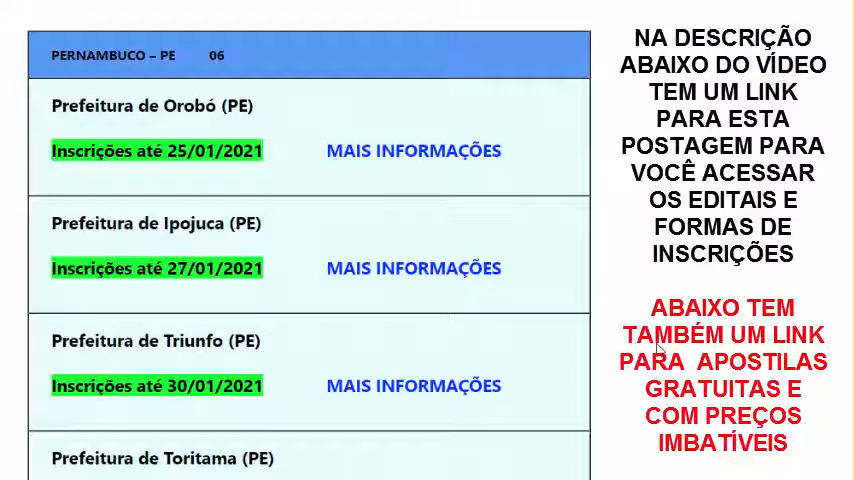 PERNAMBUCO – PE 06
Prefeitura de Orobó (PE)
Inscrições até 25/01/2021 MAIS INFORMAÇÕES
Prefeitura de Ipojuca (PE)
Inscrições até 27/01/2021 MAIS INFORMAÇÕES
Prefeitura de Triunfo (PE)
Inscrições até 30/01/2021 MAIS INFORMAÇÕES
Prefeitura de Toritama (PE)
NA DESCRIÇÃO
ABAIXO DO VÍDEO
TEM UM LINK
PARA ESTA
POSTAGEM PARA
VOCÊ ACESSAR
OS EDITAIS E
FORMAS DE
INSCRIÇÕES
ABAIXO TEM
TAMBÉM UM LINK
PARA APOSTILAS
GRATUITAS E
COM PREÇOS
IMBATÍVEIS